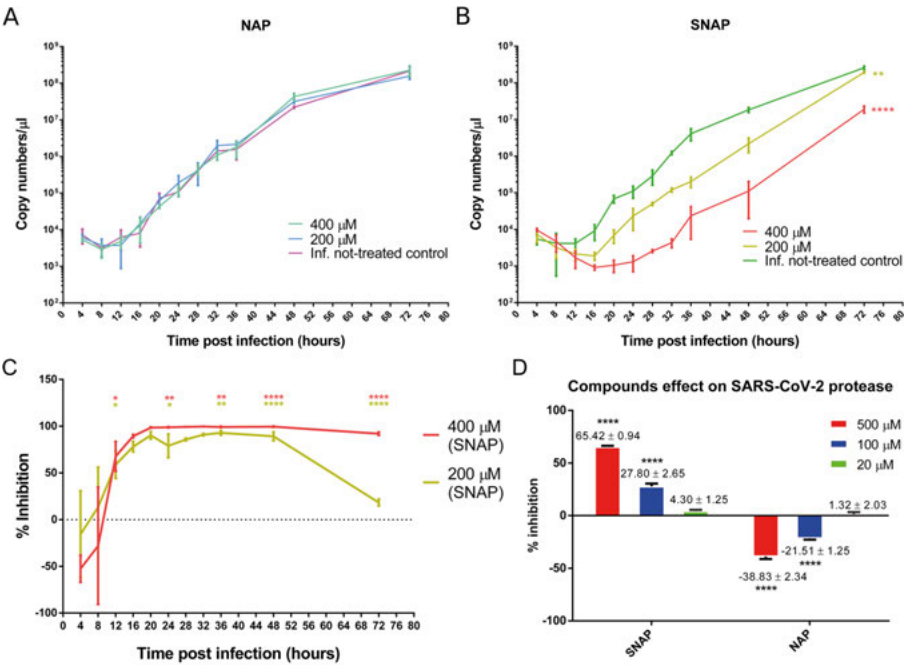 A
NAP
Copy numbers/µl
10⁹
10⁸
10⁷
10⁶
10⁵
10⁴
10³
10²
400 µM
200 µM
Inf. not-treated control
0 4 8 12 16 20 24 28 32 36 40 44 48 52 56 60 64 68 72 76 80
Time post infection (hours)
B
SNAP
Copy numbers/µl
10⁹
10⁸
10⁷
10⁶
10⁵
10⁴
10³
10²
**
****
400 µM
200 µM
Inf. not-treated control
0 4 8 12 16 20 24 28 32 36 40 44 48 52 56 60 64 68 72 76 80
Time post infection (hours)
C
% Inhibition
150
100
50
0
-50
-100
* ** ** **** ****
* * ** **** ****
400 µM
(SNAP)
200 µM
(SNAP)
0 4 8 12 16 20 24 28 32 36 40 44 48 52 56 60 64 68 72 76 80
Time post infection (hours)
D
Compounds effect on SARS-CoV-2 protease
% inhibition
100
50
0
-50
-100
****
65.42 ± 0.94
****
27.80 ± 2.65
4.30 ± 1.25
1.32 ± 2.03
-21.51 ± 1.25
****
-38.83 ± 2.34
****
500 µM
100 µM
20 µM
SNAP
NAP